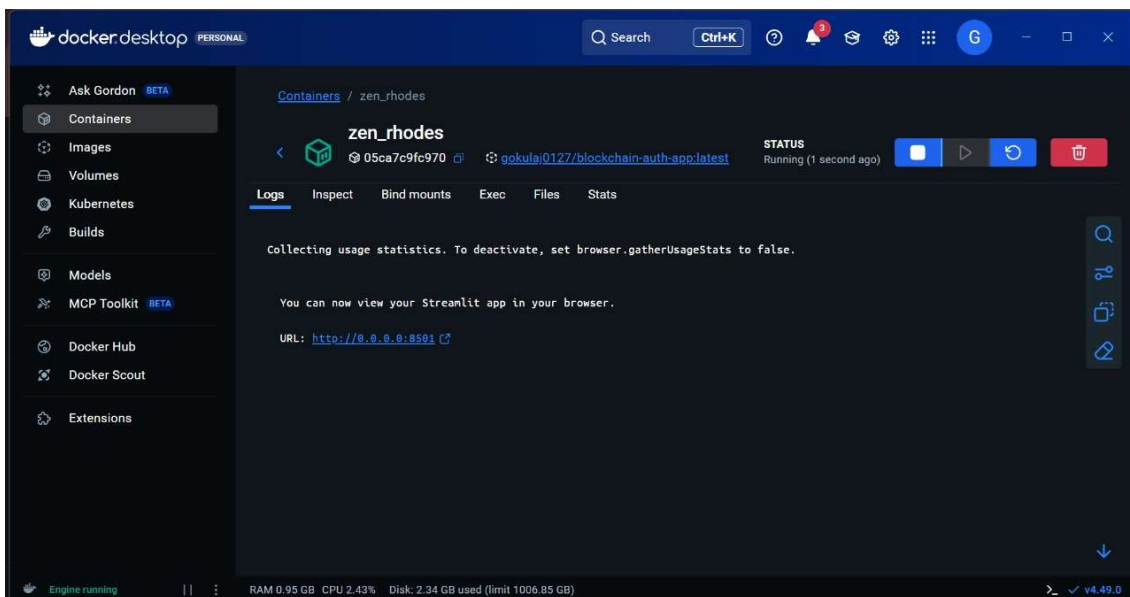 docker.desktop PERSONAL
Search Ctrl+K 3 G
Ask Gordon BETA
Containers
Images
Volumes
Kubernetes
Builds
Models
MCP Toolkit BETA
Docker Hub
Docker Scout
Extensions
Containers / zen_rhodes
zen_rhodes
05ca7c9fc970 gokulaj0127/blockchain-auth-app:latest
STATUS
Running (1 second ago)
Logs Inspect Bind mounts Exec Files Stats
Collecting usage statistics. To deactivate, set browser.gatherUsageStats to false.
You can now view your Streamlit app in your browser.
URL: http://0.0.0.0:8501
Engine running RAM 0.95 GB CPU 2.43% Disk: 2.34 GB used (limit 1006.85 GB) >_ v4.49.0